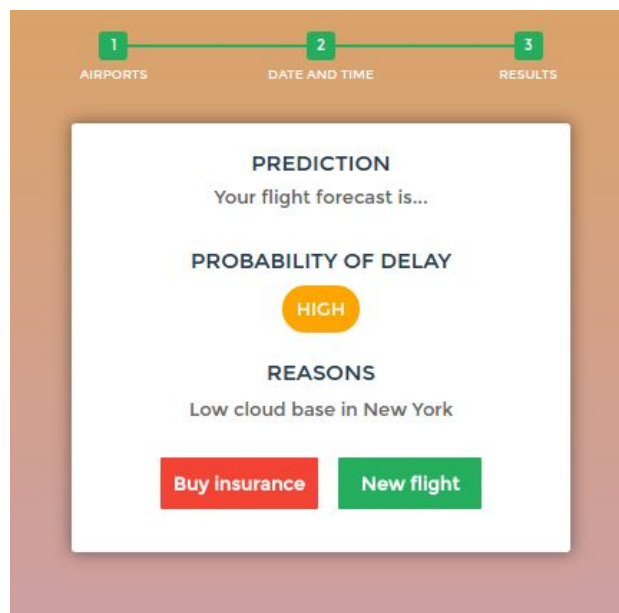 1 2 3
AIRPORTS DATE AND TIME RESULTS
PREDICTION
Your flight forecast is...
PROBABILITY OF DELAY
HIGH
REASONS
Low cloud base in New York
Buy insurance New flight